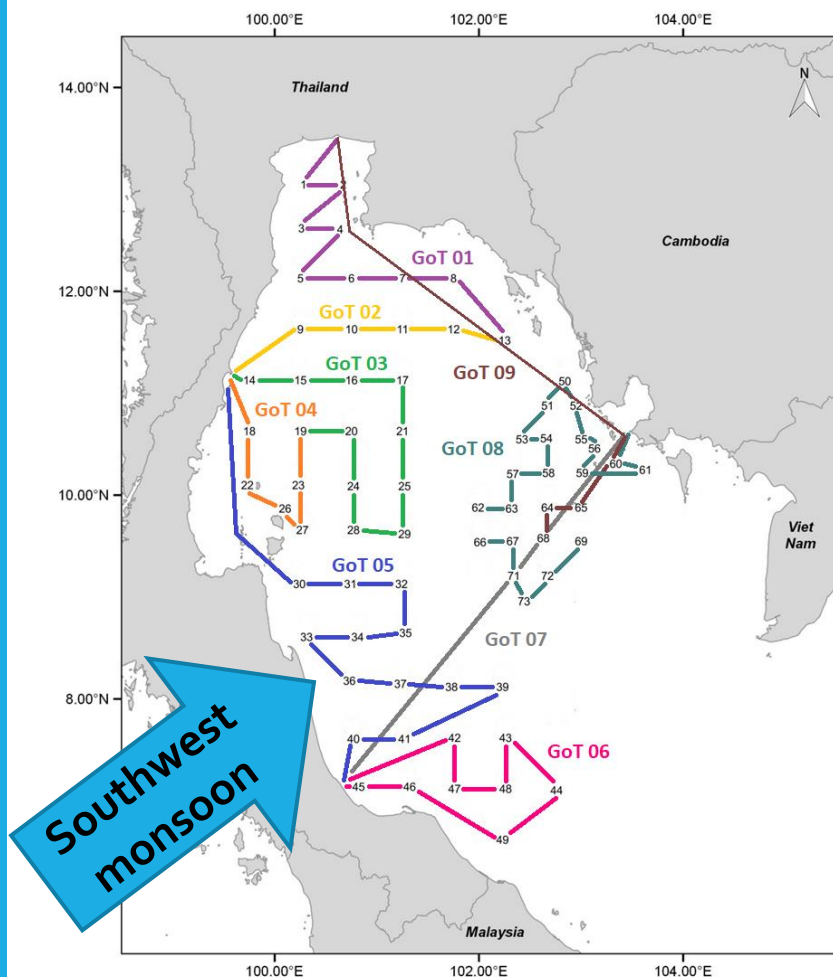 100.00°E 102.00°E 104.00°E
14.00°N
Thailand
N
1 2
3 4
Cambodia
GoT 01
5 6 7 8
12.00°N
GoT 02
9 10 11 12 13
GoT 03
GoT 09
14 15 16 17
50
GoT 04
51 52
18 19 20 21
GoT 08
53 54 55
56
57 58 59 60 61
22 23 24 25
10.00°N
26
62 63 64 65
27 28 29
Viet
Nam
66 67 68 69
GoT 05
71 72
30 31 32
73
33 34 35
GoT 07
36 37 38 39
8.00°N
40 41 42 43
GoT 06
45 46 47 48 44
49
Southwest
monsoon
Malaysia
100.00°E 102.00°E 104.00°E